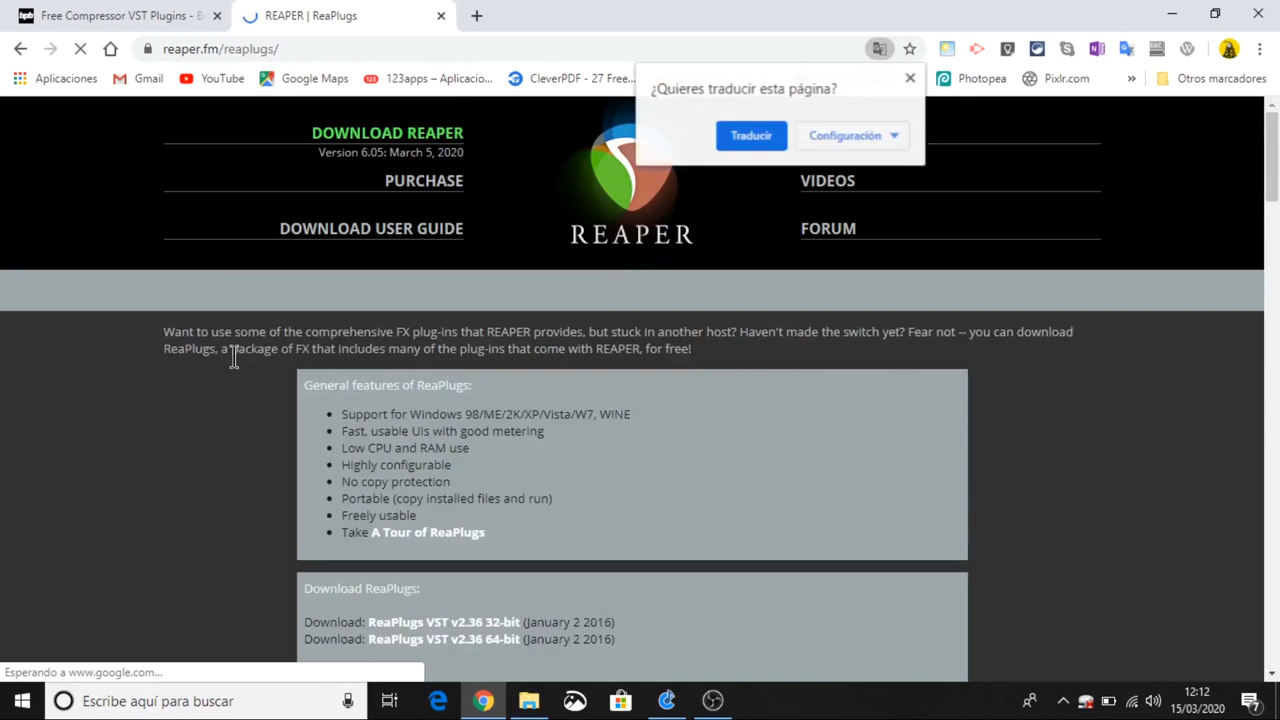 Free Compressor VST Plugins - B
REAPER | ReaPlugs
reaper.fm/reaplugs/
Aplicaciones
Gmail
YouTube
Google Maps
123apps – Aplicacio...
CleverPDF - 27 Free...
Photopea
Pixlr.com
»
Otros marcadores
¿Quieres traducir esta página?
Traducir
Configuración
DOWNLOAD REAPER
Version 6.05: March 5, 2020
PURCHASE
DOWNLOAD USER GUIDE
REAPER
VIDEOS
FORUM
Want to use some of the comprehensive FX plug-ins that REAPER provides, but stuck in another host? Haven't made the switch yet? Fear not -- you can download
ReaPlugs, a package of FX that includes many of the plug-ins that come with REAPER, for free!
General features of ReaPlugs:
• Support for Windows 98/ME/2K/XP/Vista/W7, WINE
• Fast, usable Uis with good metering
• Low CPU and RAM use
• Highly configurable
• No copy protection
• Portable (copy installed files and run)
• Freely usable
• Take A Tour of ReaPlugs
Download ReaPlugs:
Download: ReaPlugs VST v2.36 32-bit (January 2 2016)
Download: ReaPlugs VST v2.36 64-bit (January 2 2016)
Esperando a www.google.com...
Escribe aquí para buscar
12:12
15/03/2020
7